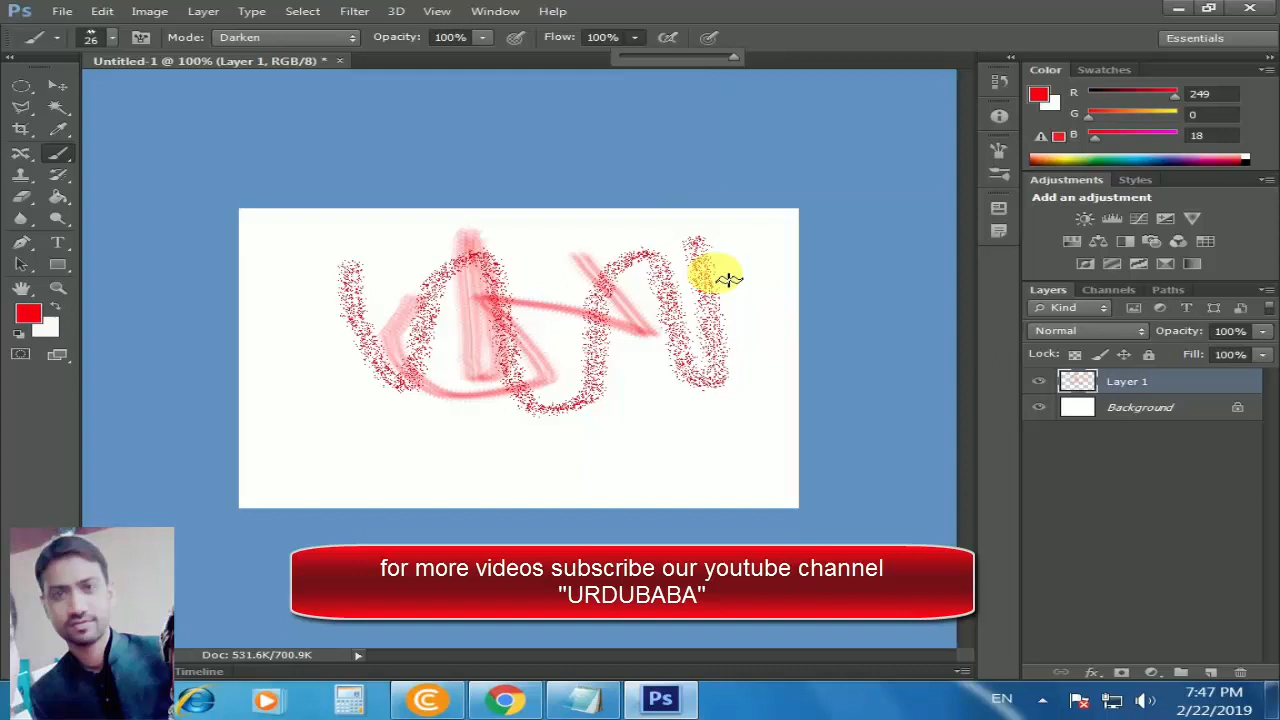 Ps File Edit Image Layer Type Select Filter 3D View Window Help
26 Mode: Darken Opacity: 100% Flow: 100% Essentials
Untitled-1 @ 100% (Layer 1, RGB/8) * ×
Color Swatches
R 249
G 0
B 18
Adjustments Styles
Add an adjustment
Layers Channels Paths
Kind
Normal Opacity: 100%
Lock: Fill: 100%
Layer 1
Background
for more videos subscribe our youtube channel
"URDUBABA"
Doc: 531.6K/700.9K
Timeline
Ps EN 7:47 PM
2/22/2019